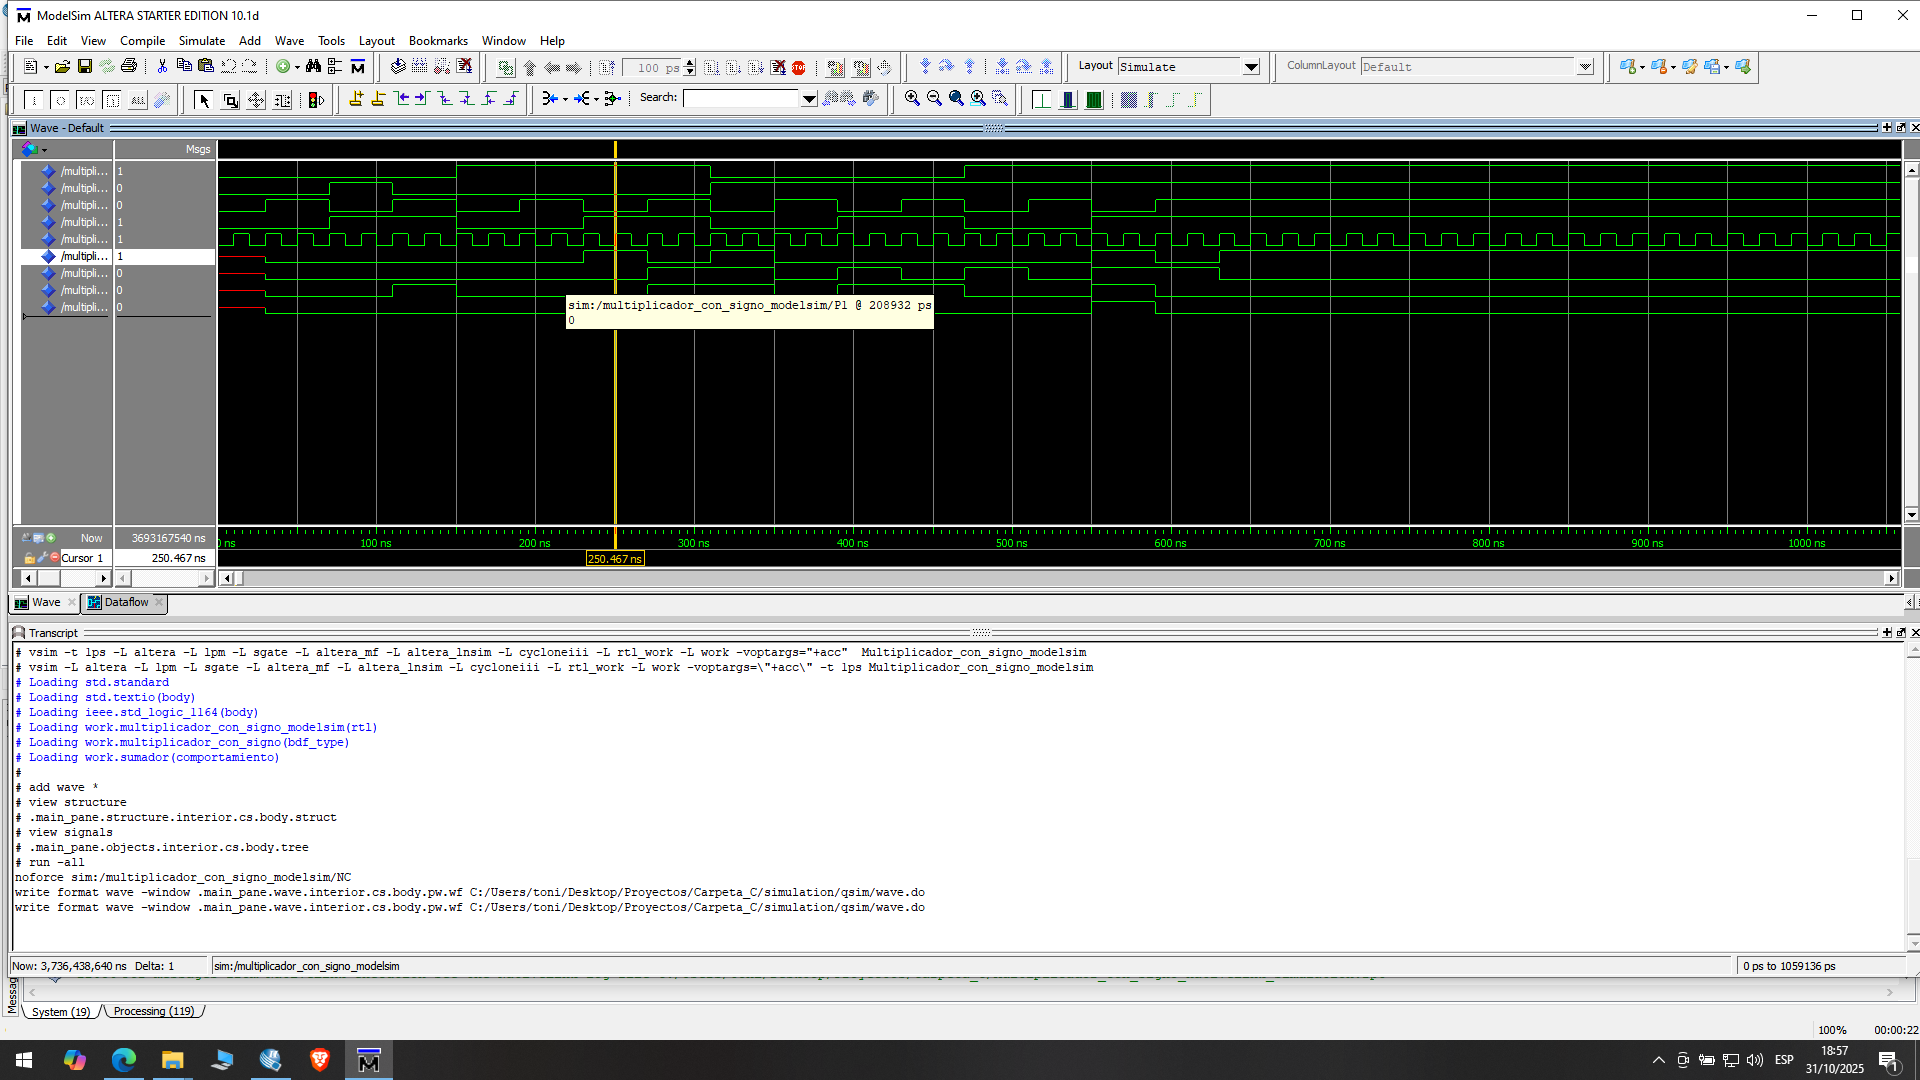 ModelSim ALTERA STARTER EDITION 10.1d
File Edit View Compile Simulate Add Wave Tools Layout Bookmarks Window Help
100 ps
Layout Simulate
ColumnLayout Default
Search:
Wave - Default
Msgs
/multipli... 1
/multipli... 0
/multipli... 0
/multipli... 1
/multipli... 1
/multipli... 1
/multipli... 0
/multipli... 0
/multipli... 0
sim:/multiplicador_con_signo_modelsim/P1 @ 208932 ps
0
Now 3693167540 ns
ns 100 ns 200 ns 300 ns 400 ns 500 ns 600 ns 700 ns 800 ns 900 ns 1000 ns
Cursor 1 250.467 ns
250.467 ns
Wave Dataflow
Transcript
# vsim -t 1ps -L altera -L lpm -L sgate -L altera_mf -L altera_lnsim -L cycloneiii -L rtl_work -L work -voptargs="+acc"  Multiplicador_con_signo_modelsim
# vsim -L altera -L lpm -L sgate -L altera_mf -L altera_lnsim -L cycloneiii -L rtl_work -L work -voptargs=\"+acc\" -t 1ps Multiplicador_con_signo_modelsim
# Loading std.standard
# Loading std.textio(body)
# Loading ieee.std_logic_1164(body)
# Loading work.multiplicador_con_signo_modelsim(rtl)
# Loading work.multiplicador_con_signo(bdf_type)
# Loading work.sumador(comportamiento)
#
# add wave *
# view structure
# .main_pane.structure.interior.cs.body.struct
# view signals
# .main_pane.objects.interior.cs.body.tree
# run -all
noforce sim:/multiplicador_con_signo_modelsim/NC
write format wave -window .main_pane.wave.interior.cs.body.pw.wf C:/Users/toni/Desktop/Proyectos/Carpeta_C/simulation/qsim/wave.do
write format wave -window .main_pane.wave.interior.cs.body.pw.wf C:/Users/toni/Desktop/Proyectos/Carpeta_C/simulation/qsim/wave.do
Now: 3,736,438,640 ns Delta: 1
sim:/multiplicador_con_signo_modelsim
0 ps to 1059136 ps
System (19) Processing (119)
100% 00:00:22
ESP
18:57
31/10/2025
1